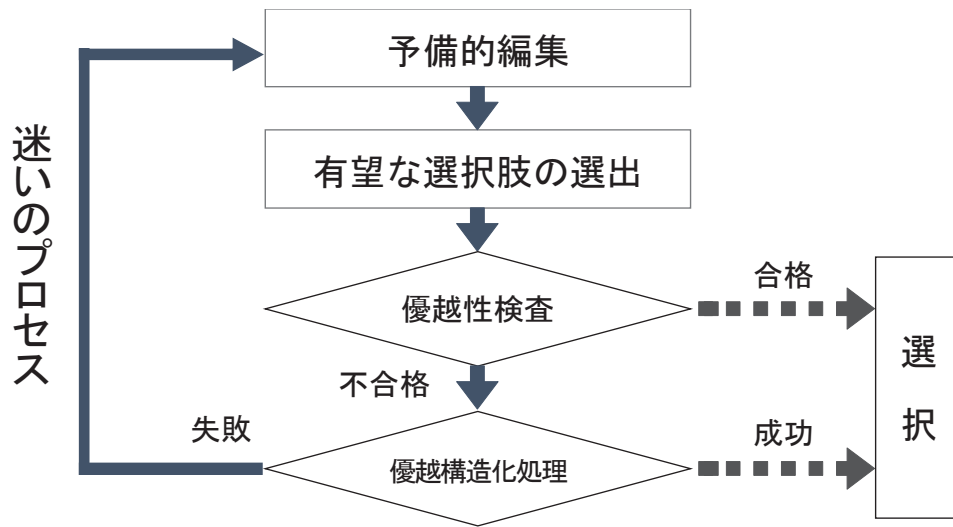 予備的編集
有望な選択肢の選出
優越性検査
合格
不合格
優越構造化処理
成功
失敗
選択
迷いのプロセス